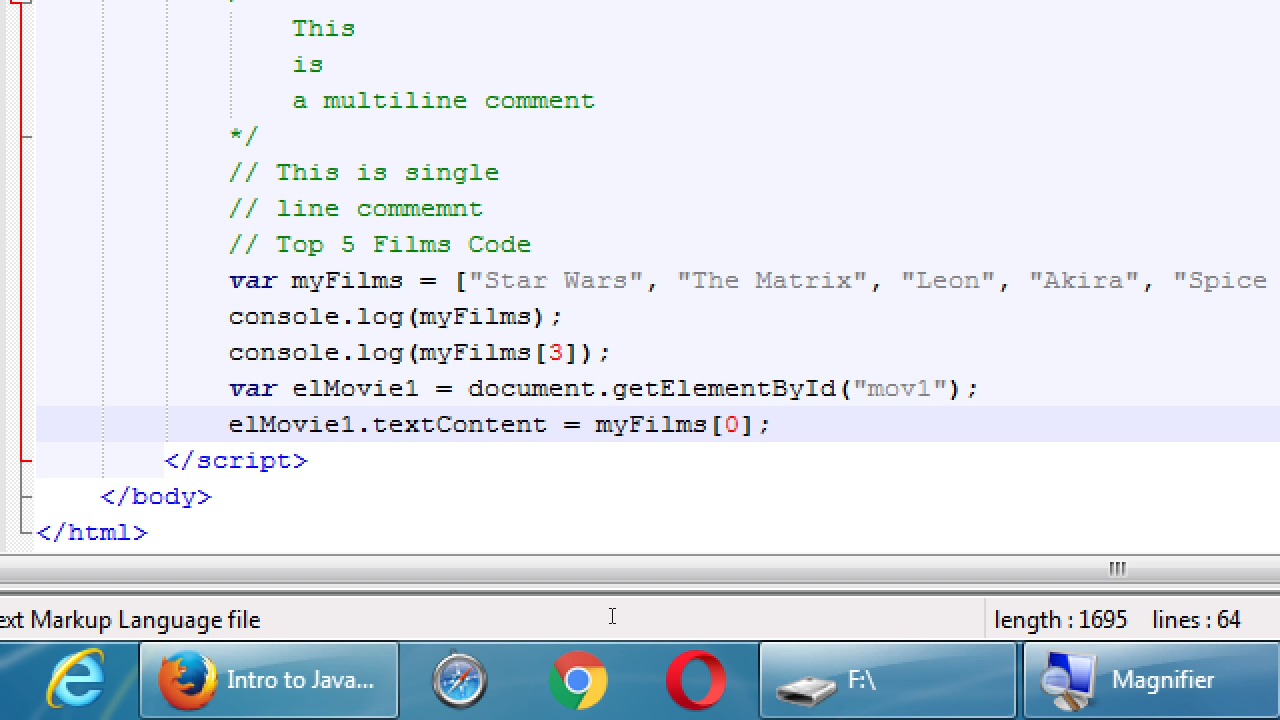 This
is
a multiline comment
*/
// This is single
// line commemnt
// Top 5 Films Code
var myFilms = ["Star Wars", "The Matrix", "Leon", "Akira", "Spice
console.log(myFilms);
console.log(myFilms[3]);
var elMovie1 = document.getElementById("mov1");
elMovie1.textContent = myFilms[0];
</script>
</body>
</html>
ext Markup Language file length : 1695 lines : 64
Intro to Java... F:\ Magnifier